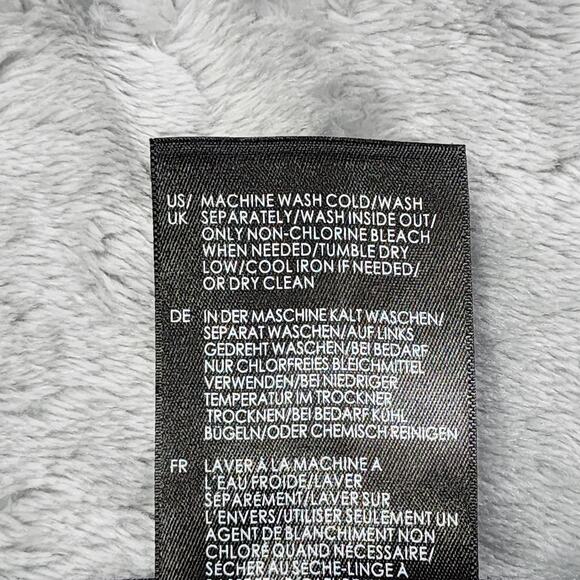 US/ MACHINE WASH COLD/WASH
UK SEPARATELY/WASH INSIDE OUT/
ONLY NON-CHLORINE BLEACH
WHEN NEEDED/TUMBLE DRY
LOW/COOL IRON IF NEEDED/
OR DRY CLEAN
DE IN DER MASCHINE KALT WASCHEN/
SEPARAT WASCHEN/AUF LINKS
GEDREHT WASCHEN/BEI BEDARF
NUR CHLORFREIES BLEICHMITTEL
VERWENDEN/BEI NIEDRIGER
TEMPERATUR IM TROCKNER
TROCKNEN/BEI BEDARF KÜHL
BÜGELN/ODER CHEMISCH REINIGEN
FR LAVER À LA MACHINE A
L'EAU FROIDE/LAVER
SÉPARÉMENT/LAVER SUR
L'ENVERS/UTILISER SEULEMENT UN
AGENT DE BLANCHIMENT NON
CHLORÉ QUAND NÉCESSAIRE/
SÉCHER AU SÈCHE-LINGE À